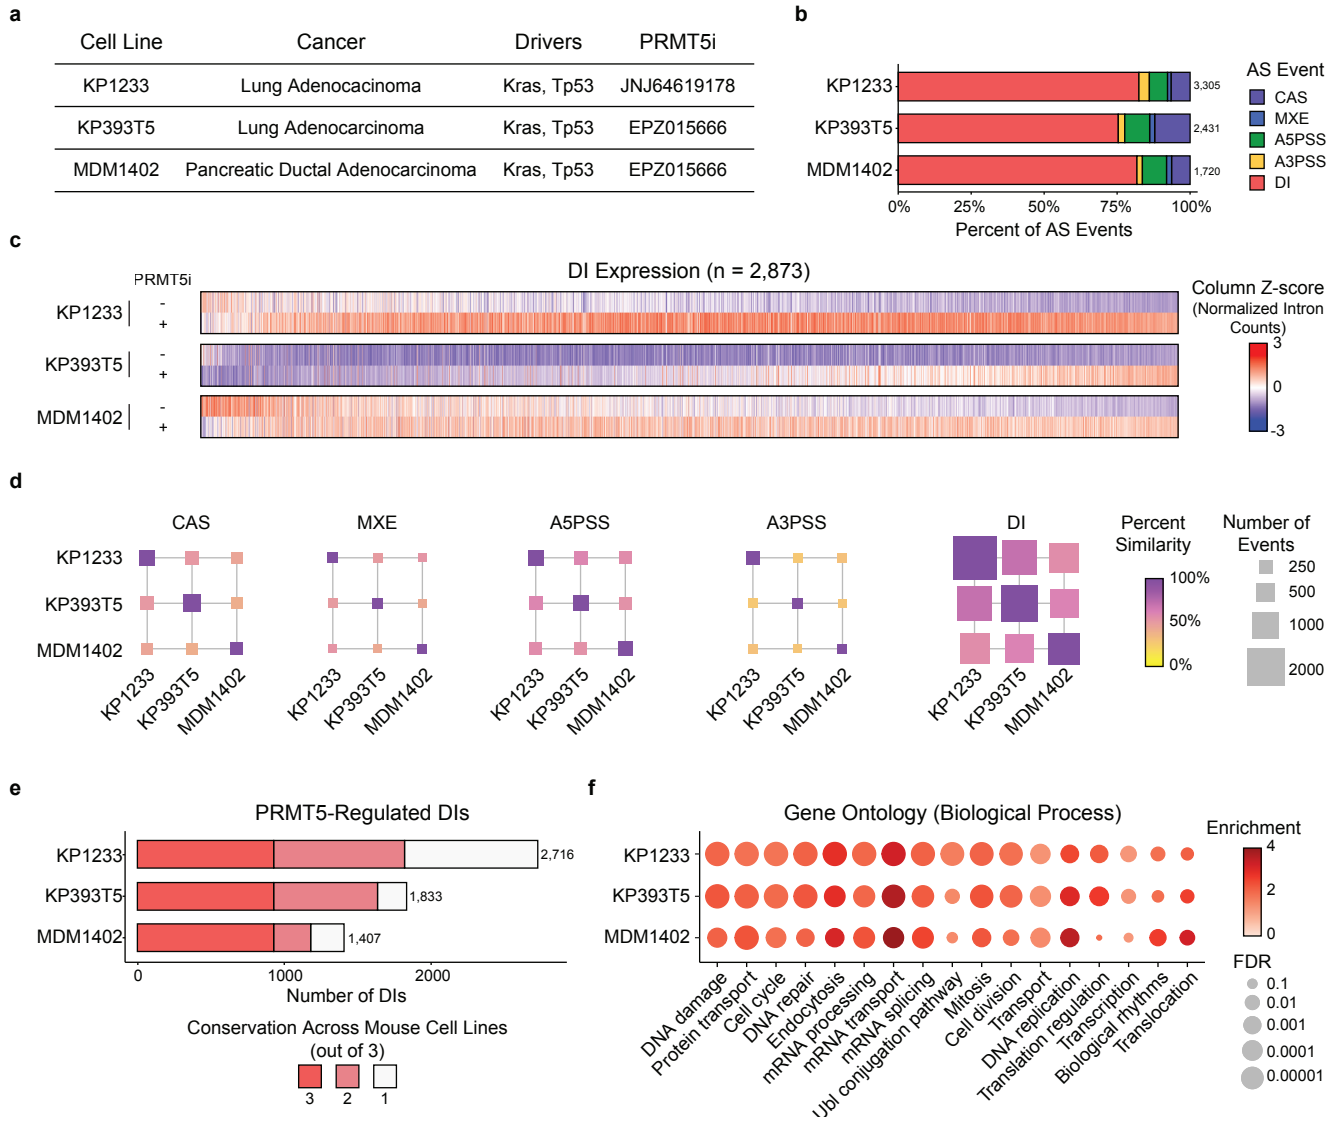 a
Cell Line Cancer Drivers PRMT5i
KP1233 Lung Adenocacinoma Kras, Tp53 JNJ64619178
KP393T5 Lung Adenocarcinoma Kras, Tp53 EPZ015666
MDM1402 Pancreatic Ductal Adenocarcinoma Kras, Tp53 EPZ015666
b
KP1233 3,305
KP393T5 2,431
MDM1402 1,720
0% 25% 50% 75% 100%
Percent of AS Events
AS Event
CAS
MXE
A5PSS
A3PSS
DI
c
DI Expression (n = 2,873)
PRMT5i
KP1233 - +
KP393T5 - +
MDM1402 - +
Column Z-score
(Normalized Intron
Counts)
3
0
-3
d
CAS MXE A5PSS A3PSS DI
KP1233
KP393T5
MDM1402
KP1233 KP393T5 MDM1402 KP1233 KP393T5 MDM1402 KP1233 KP393T5 MDM1402 KP1233 KP393T5 MDM1402 KP1233 KP393T5 MDM1402
Percent
Similarity
100%
50%
0%
Number of
Events
250
500
1000
2000
e
PRMT5-Regulated DIs
KP1233 2,716
KP393T5 1,833
MDM1402 1,407
0 1000 2000
Number of DIs
Conservation Across Mouse Cell Lines
(out of 3)
3 2 1
f
Gene Ontology (Biological Process)
KP1233
KP393T5
MDM1402
DNA damage
Protein transport
Cell cycle
DNA repair
Endocytosis
mRNA processing
mRNA transport
mRNA splicing
Ubl conjugation pathway
Mitosis
Cell division
Transport
DNA replication
Translation regulation
Transcription
Biological rhythms
Translocation
Enrichment
4
2
0
FDR
0.1
0.01
0.001
0.0001
0.00001